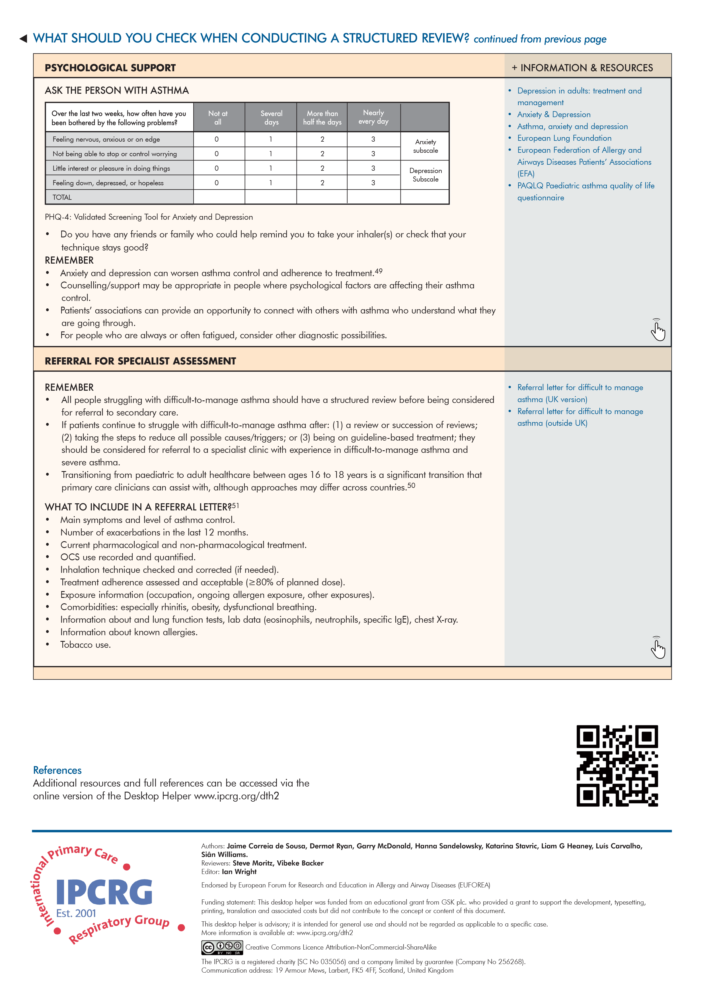 WHAT SHOULD YOU CHECK WHEN CONDUCTING A STRUCTURED REVIEW? continued from previous page
PSYCHOLOGICAL SUPPORT
+ INFORMATION & RESOURCES
ASK THE PERSON WITH ASTHMA
Over the last two weeks, how often have you
been bothered by the following problems?
Not at
all
Several
days
More than
half the days
Nearly
every day
Feeling nervous, anxious or on edge 0 1 2 3
Not being able to stop or control worrying 0 1 2 3
Anxiety
subscale
Little interest or pleasure in doing things 0 1 2 3
Feeling down, depressed, or hopeless 0 1 2 3
Depression
Subscale
TOTAL
PHQ-4: Validated Screening Tool for Anxiety and Depression
• Do you have any friends or family who could help remind you to take your inhaler(s) or check that your
technique stays good?
REMEMBER
• Anxiety and depression can worsen asthma control and adherence to treatment.49
• Counselling/support may be appropriate in people where psychological factors are affecting their asthma
control.
• Patients' associations can provide an opportunity to connect with others with asthma who understand what they
are going through.
• For people who are always or often fatigued, consider other diagnostic possibilities.
• Depression in adults: treatment and
management
• Anxiety & Depression
• Asthma, anxiety and depression
• European Lung Foundation
• European Federation of Allergy and
Airways Diseases Patients' Associations
(EFA)
• PAQLQ Paediatric asthma quality of life
questionnaire
REFERRAL FOR SPECIALIST ASSESSMENT
REMEMBER
• All people struggling with difficult-to-manage asthma should have a structured review before being considered
for referral to secondary care.
• If patients continue to struggle with difficult-to-manage asthma after: (1) a review or succession of reviews;
(2) taking the steps to reduce all possible causes/triggers; or (3) being on guideline-based treatment; they
should be considered for referral to a specialist clinic with experience in difficult-to-manage asthma and
severe asthma.
• Transitioning from paediatric to adult healthcare between ages 16 to 18 years is a significant transition that
primary care clinicians can assist with, although approaches may differ across countries.50
WHAT TO INCLUDE IN A REFERRAL LETTER?51
• Main symptoms and level of asthma control.
• Number of exacerbations in the last 12 months.
• Current pharmacological and non-pharmacological treatment.
• OCS use recorded and quantified.
• Inhalation technique checked and corrected (if needed).
• Treatment adherence assessed and acceptable (≥80% of planned dose).
• Exposure information (occupation, ongoing allergen exposure, other exposures).
• Comorbidities: especially rhinitis, obesity, dysfunctional breathing.
• Information about and lung function tests, lab data (eosinophils, neutrophils, specific IgE), chest X-ray.
• Information about known allergies.
• Tobacco use.
• Referral letter for difficult to manage
asthma (UK version)
• Referral letter for difficult to manage
asthma (outside UK)
References
Additional resources and full references can be accessed via the
online version of the Desktop Helper www.ipcrg.org/dth2
International Primary Care
IPCRG
Est. 2001
Respiratory Group
Authors: Jaime Correia de Sousa, Dermot Ryan, Garry McDonald, Hanna Sandelowsky, Katarina Stavric, Liam G Heaney, Luís Carvalho,
Siân Williams.
Reviewers: Steve Moritz, Vibeke Backer
Editor: Ian Wright
Endorsed by European Forum for Research and Education in Allergy and Airway Diseases (EUFOREA)
Funding statement: This desktop helper was funded from an educational grant from GSK plc. who provided a grant to support the development, typesetting,
printing, translation and associated costs but did not contribute to the concept or content of this document.
This desktop helper is advisory; it is intended for general use and should not be regarded as applicable to a specific case.
More information is available at: www.ipcrg.org/dth2
cc BY NC SA Creative Commons Licence Attribution-NonCommercial-ShareAlike
The IPCRG is a registered charity [SC No 035056) and a company limited by guarantee (Company No 256268).
Communication address: 19 Armour Mews, Larbert, FK5 4FF, Scotland, United Kingdom